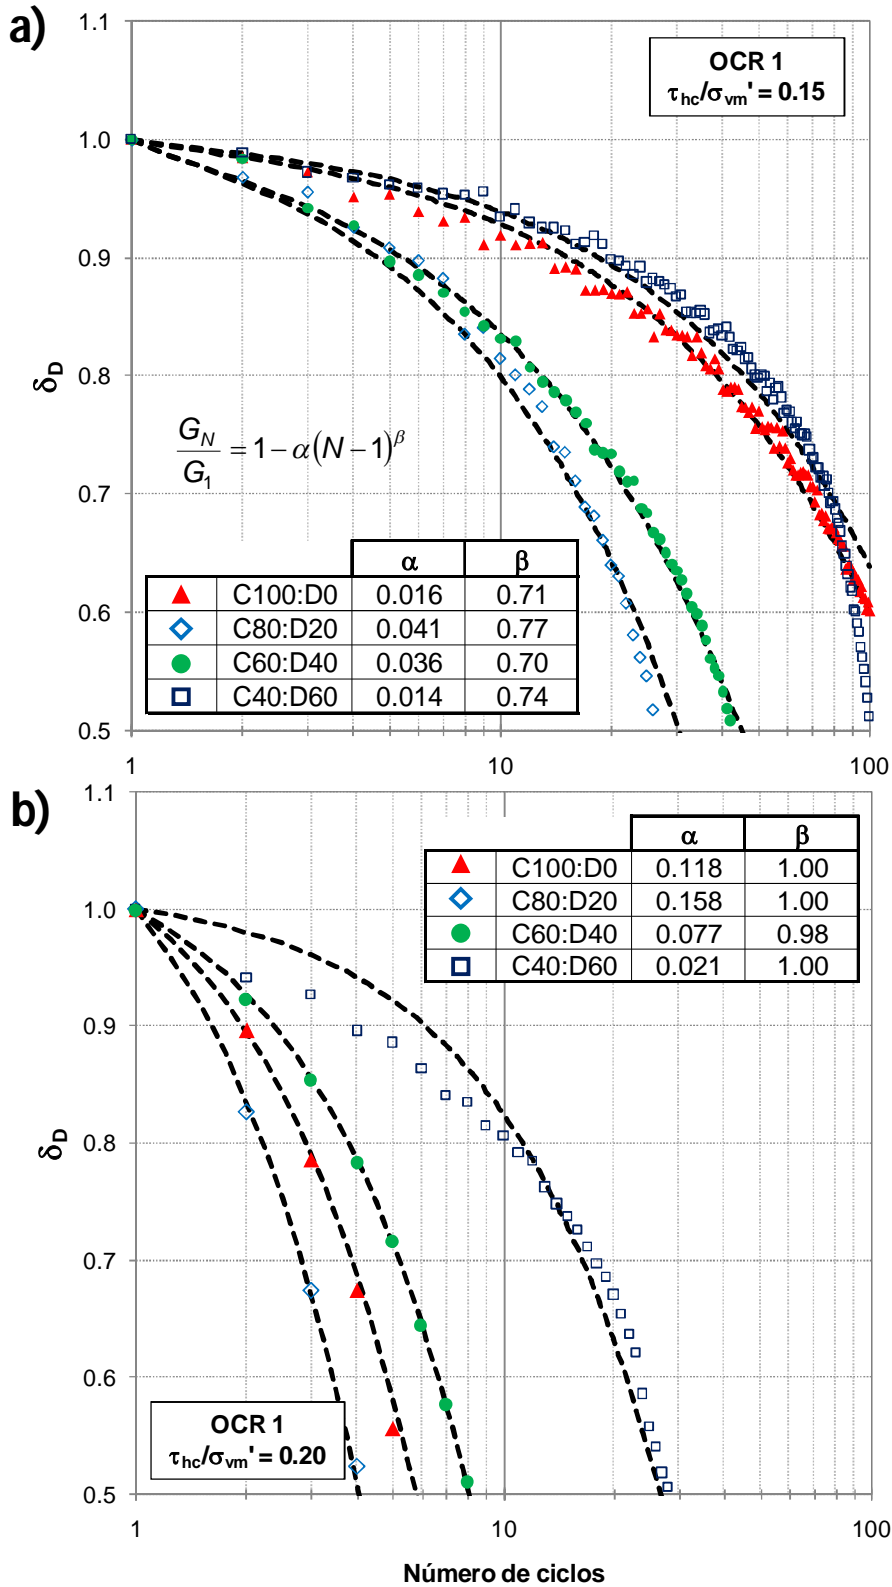 a)
1.1
1.0
0.9
0.8
0.7
0.6
0.5
δD
OCR 1
τhc/σvm' = 0.15
GN/G1 = 1 − α(N − 1)^β
α β
C100:D0 0.016 0.71
C80:D20 0.041 0.77
C60:D40 0.036 0.70
C40:D60 0.014 0.74
1 10 100
b)
1.1
1.0
0.9
0.8
0.7
0.6
0.5
δD
α β
C100:D0 0.118 1.00
C80:D20 0.158 1.00
C60:D40 0.077 0.98
C40:D60 0.021 1.00
OCR 1
τhc/σvm' = 0.20
1 10 100
Número de ciclos